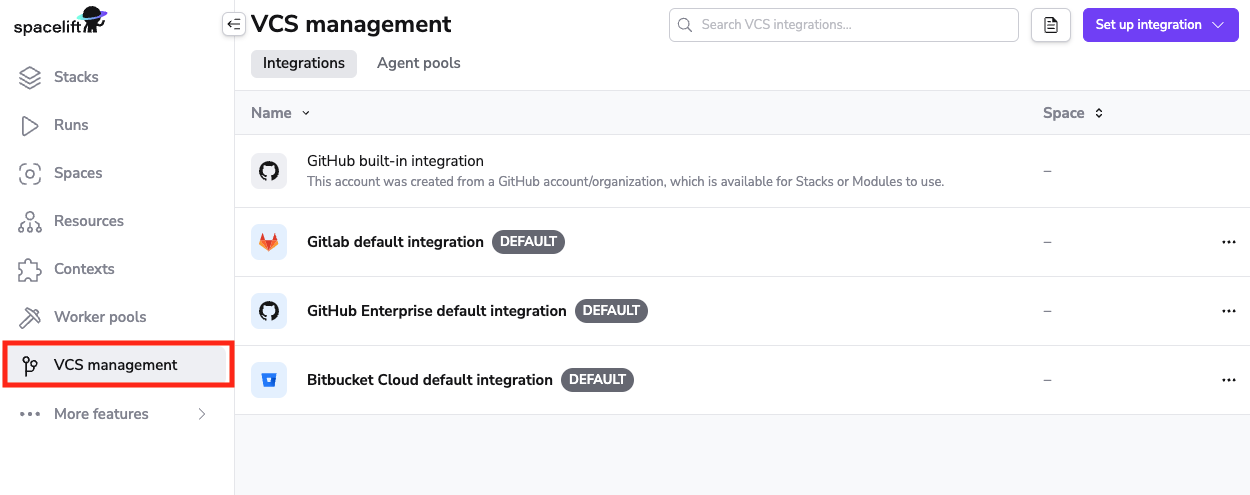 spacelift
Stacks
Runs
Spaces
Resources
Contexts
Worker pools
VCS management
More features
VCS management
Search VCS integrations...
Set up integration
Integrations
Agent pools
Name
Space
GitHub built-in integration
This account was created from a GitHub account/organization, which is available for Stacks or Modules to use.
–
Gitlab default integration DEFAULT
–
GitHub Enterprise default integration DEFAULT
–
Bitbucket Cloud default integration DEFAULT
–